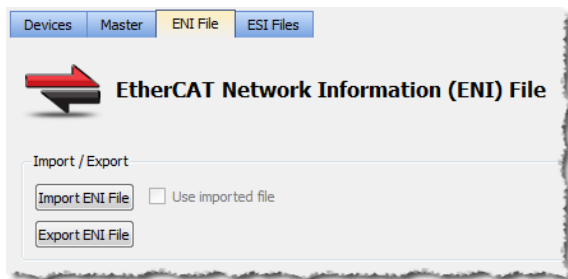 Devices Master ENI File ESI Files
EtherCAT Network Information (ENI) File
Import / Export
Import ENI File Use imported file
Export ENI File